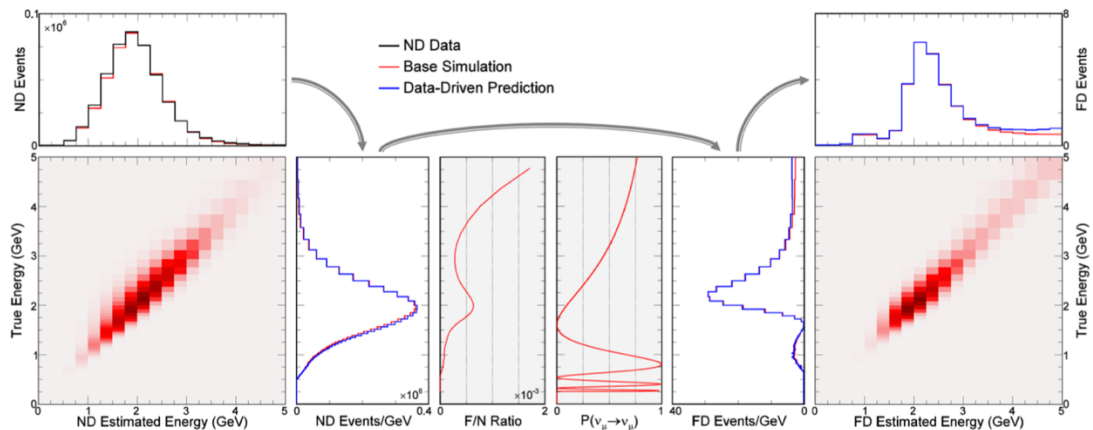 0.1
×10⁶
ND Events
0
ND Data
Base Simulation
Data-Driven Prediction
8
FD Events
0
5
4
3
2
1
0
True Energy (GeV)
0 1 2 3 4 5
ND Estimated Energy (GeV)
×10⁶
0 0.4
ND Events/GeV
×10⁻³
0 2
F/N Ratio
0 1
P(νμ→νμ)
40 0
FD Events/GeV
0 1 2 3 4 5
FD Estimated Energy (GeV)
5
4
3
2
1
0
True Energy (GeV)